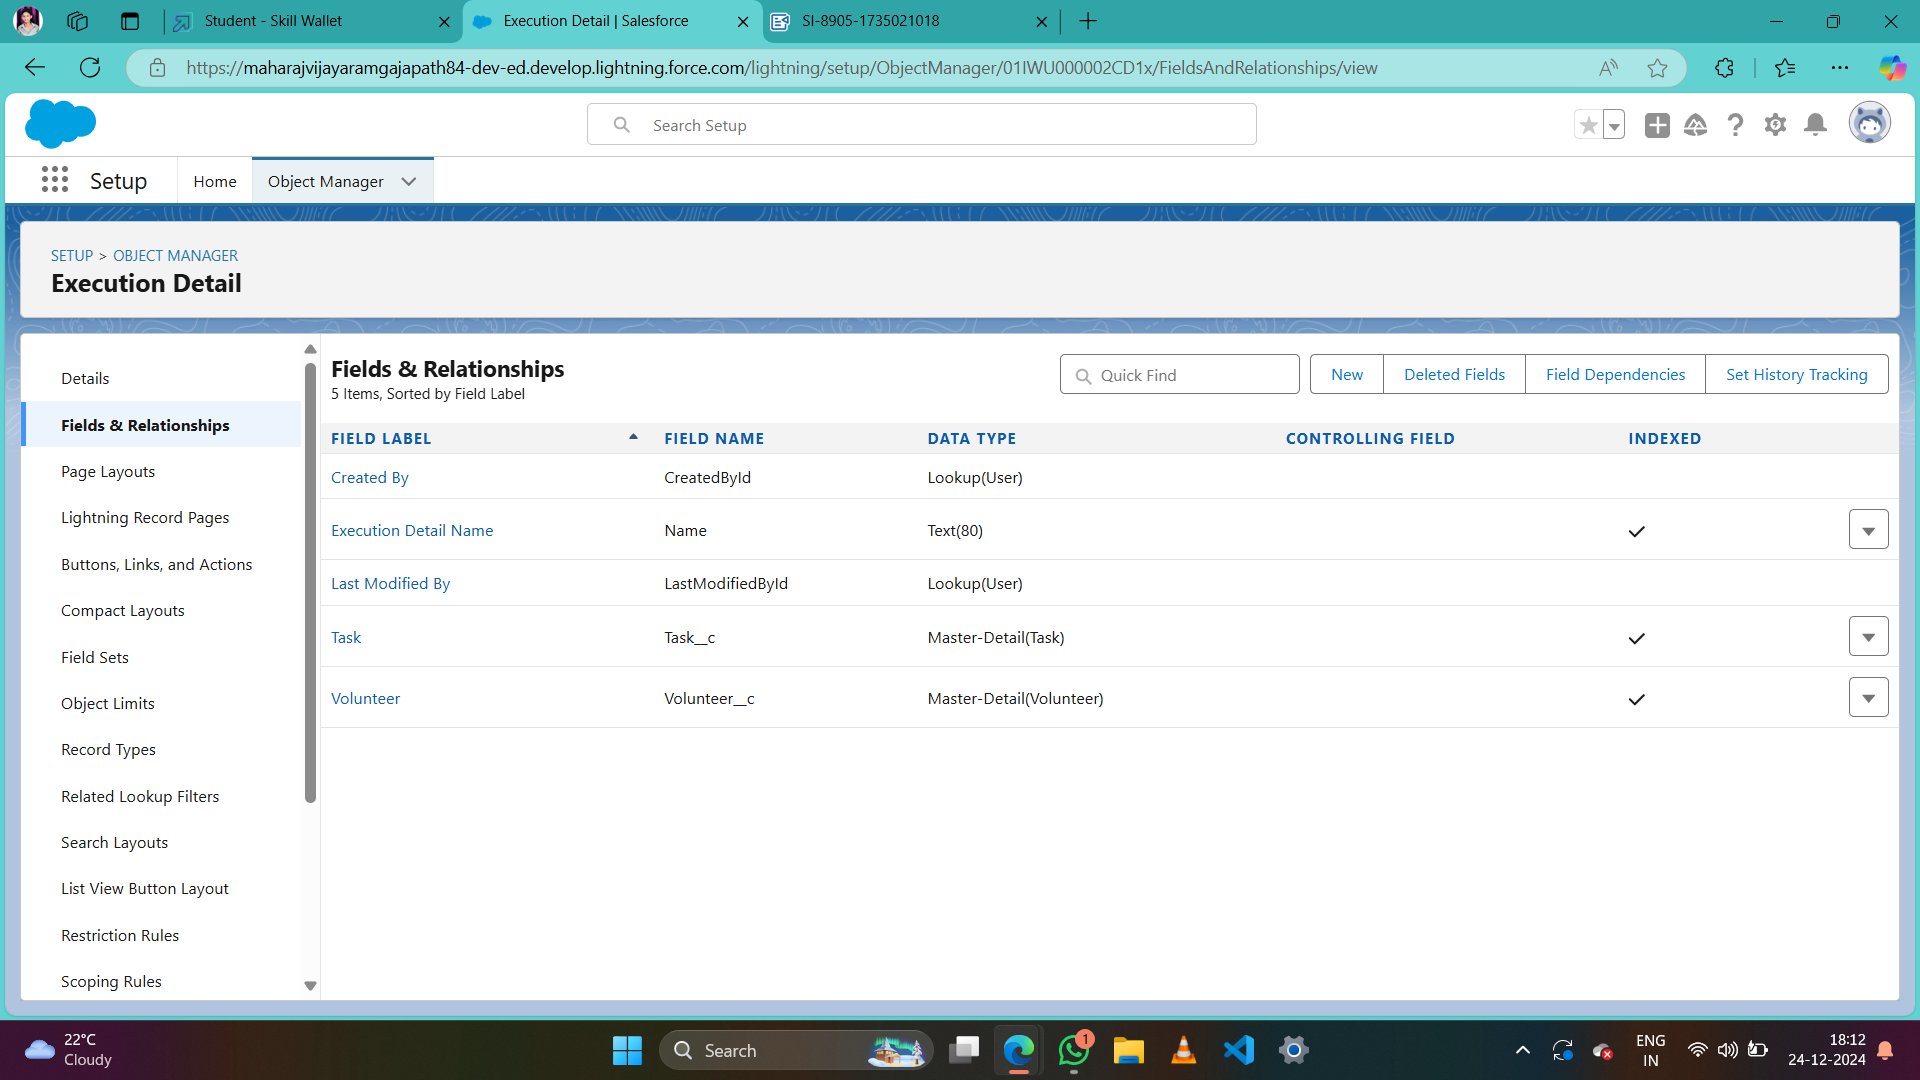 Student - Skill Wallet
Execution Detail | Salesforce
SI-8905-1735021018
https://maharajvijayaramgajapath84-dev-ed.develop.lightning.force.com/lightning/setup/ObjectManager/01IWU000002CD1x/FieldsAndRelationships/view
Search Setup
Setup
Home
Object Manager
SETUP > OBJECT MANAGER
Execution Detail
Details
Fields & Relationships
Page Layouts
Lightning Record Pages
Buttons, Links, and Actions
Compact Layouts
Field Sets
Object Limits
Record Types
Related Lookup Filters
Search Layouts
List View Button Layout
Restriction Rules
Scoping Rules
Fields & Relationships
5 Items, Sorted by Field Label
Quick Find
New
Deleted Fields
Field Dependencies
Set History Tracking
FIELD LABEL FIELD NAME DATA TYPE CONTROLLING FIELD INDEXED
Created By CreatedById Lookup(User)
Execution Detail Name Name Text(80)
Last Modified By LastModifiedById Lookup(User)
Task Task__c Master-Detail(Task)
Volunteer Volunteer__c Master-Detail(Volunteer)
22°C
Cloudy
Search
1
ENG
IN
18:12
24-12-2024